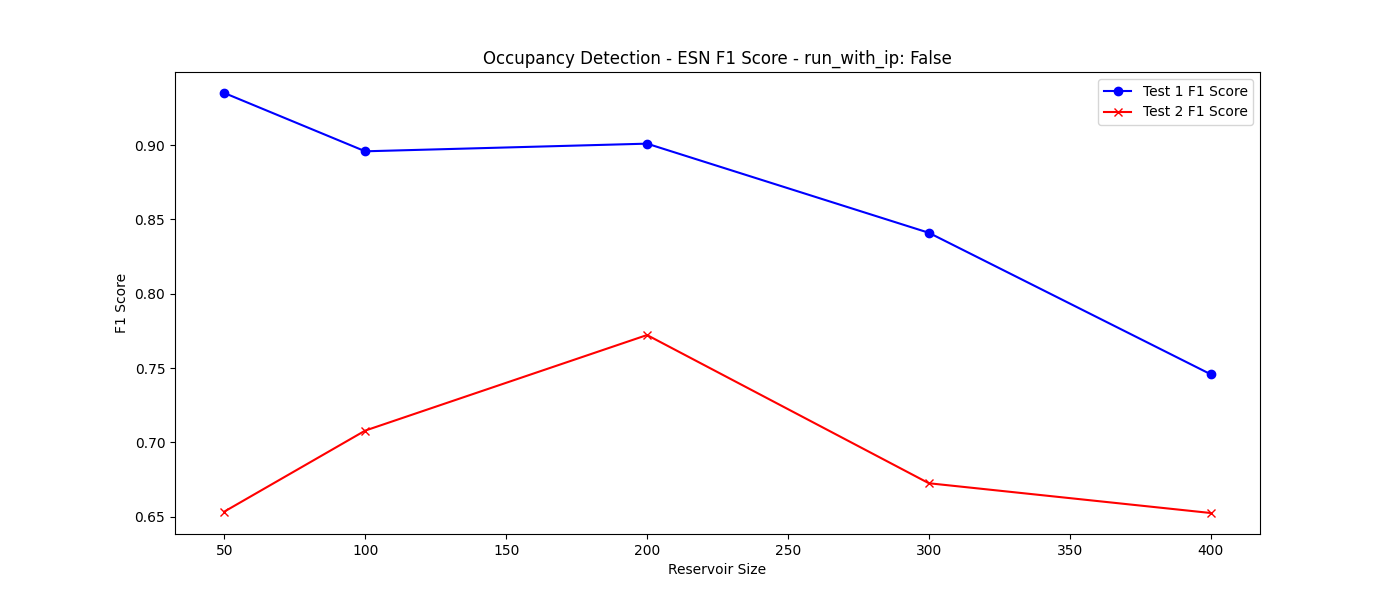 Occupancy Detection - ESN F1 Score - run_with_ip: False
Test 1 F1 Score
Test 2 F1 Score
0.90
0.85
0.80
0.75
0.70
0.65
F1 Score
50 100 150 200 250 300 350 400
Reservoir Size